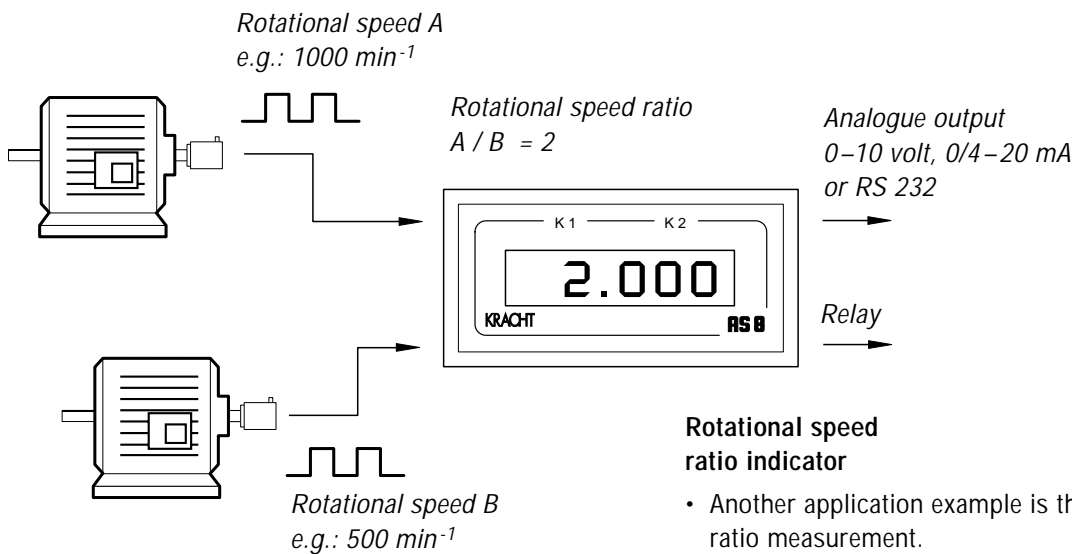 Rotational speed A
e.g.: 1000 min-1
Rotational speed ratio
A / B = 2
Analogue output
0–10 volt, 0/4–20 mA
or RS 232
K 1
K 2
2.000
KRACHT
AS 8
Relay
Rotational speed B
e.g.: 500 min-1
Rotational speed
ratio indicator
• Another application example is
ratio measurement.